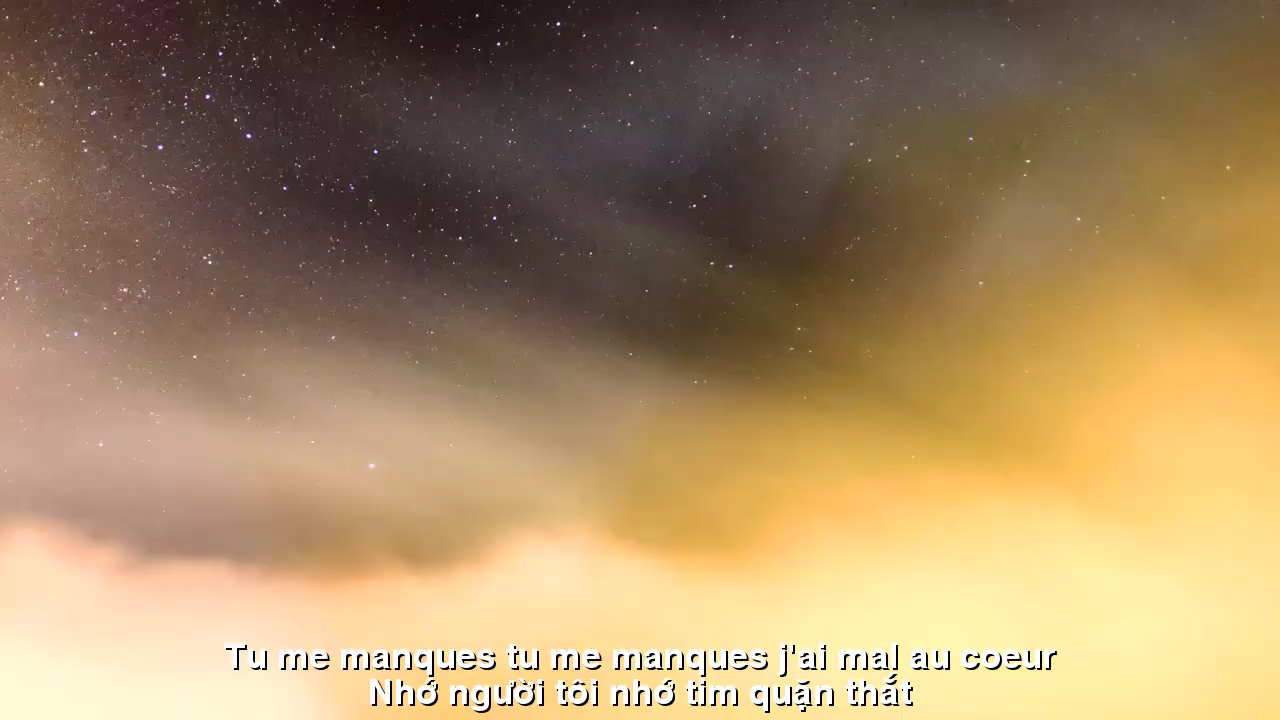 Tu me manques tu me manques j'ai mal au coeur
Nhớ người tôi nhớ tim quặn thắt